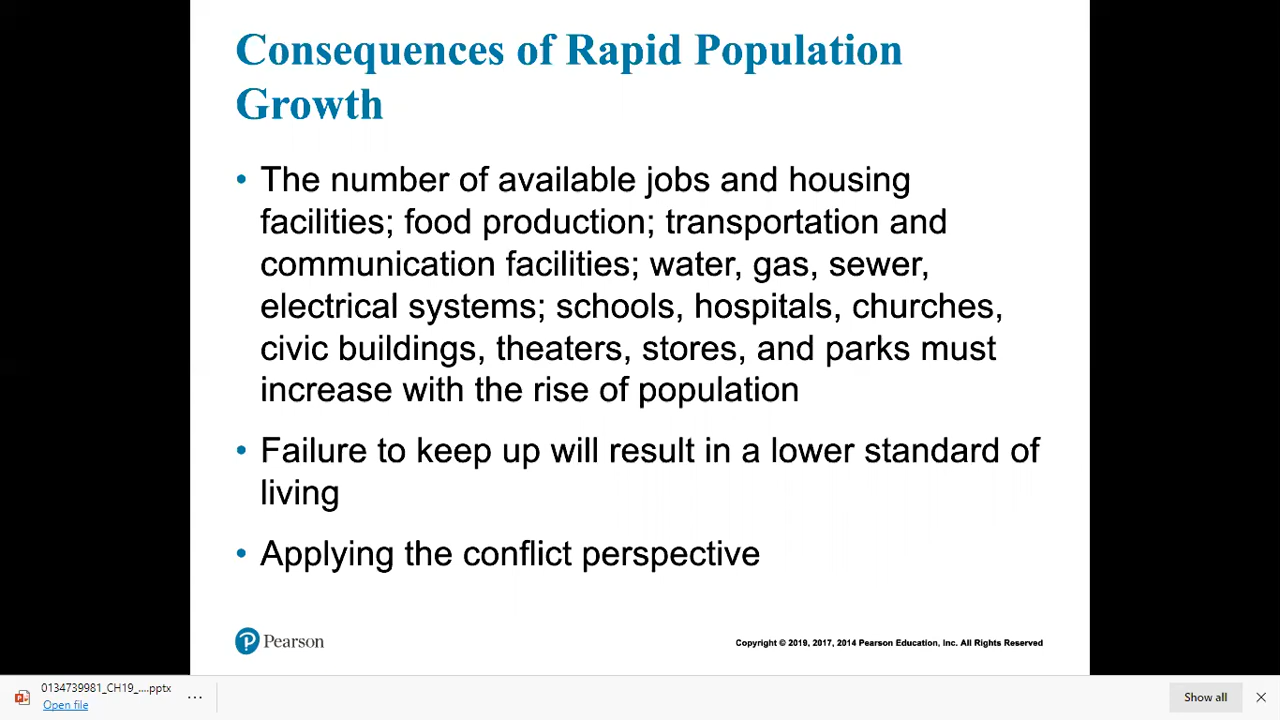 Consequences of Rapid Population
Growth
• The number of available jobs and housing
facilities; food production; transportation and
communication facilities; water, gas, sewer,
electrical systems; schools, hospitals, churches,
civic buildings, theaters, stores, and parks must
increase with the rise of population
• Failure to keep up will result in a lower standard of
living
• Applying the conflict perspective
Pearson
Copyright © 2019, 2017, 2014 Pearson Education, Inc. All Rights Reserved
0134739981_CH19_....pptx
Open file
Show all